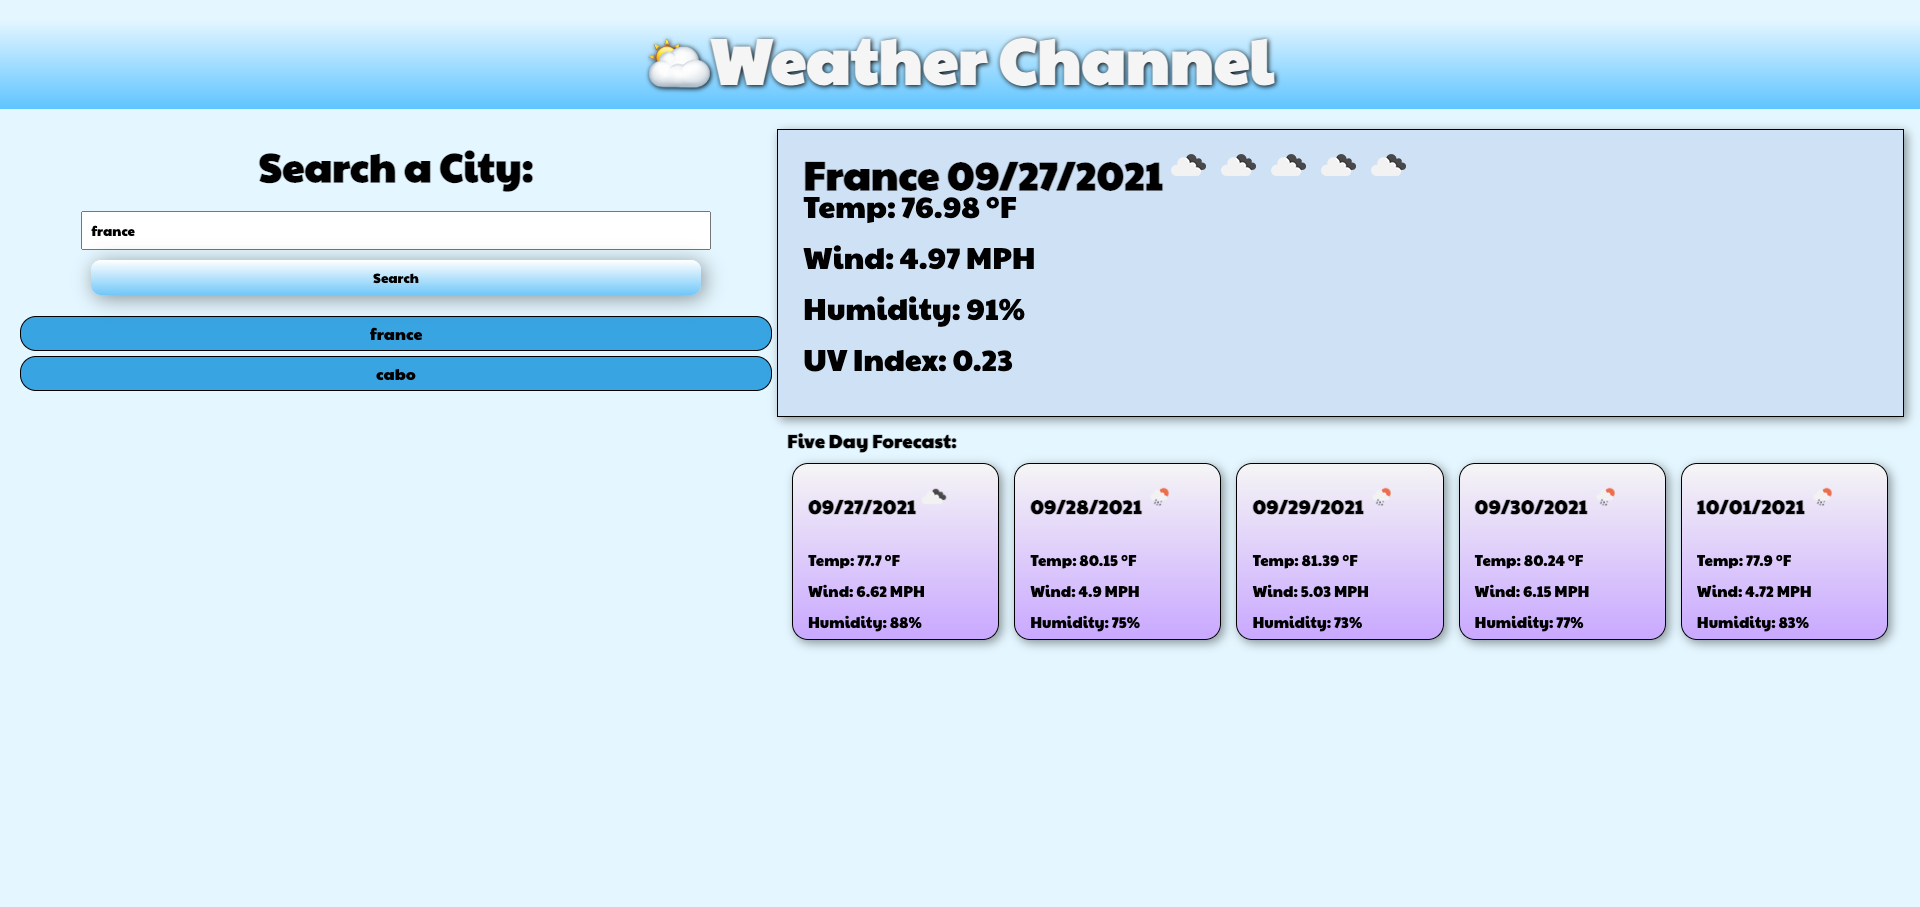 Weather Channel
Search a City:
france
Search
france
cabo
France 09/27/2021
Temp: 76.98 °F
Wind: 4.97 MPH
Humidity: 91%
UV Index: 0.23
Five Day Forecast:
09/27/2021
Temp: 77.7 °F
Wind: 6.62 MPH
Humidity: 88%
09/28/2021
Temp: 80.15 °F
Wind: 4.9 MPH
Humidity: 75%
09/29/2021
Temp: 81.39 °F
Wind: 5.03 MPH
Humidity: 73%
09/30/2021
Temp: 80.24 °F
Wind: 6.15 MPH
Humidity: 77%
10/01/2021
Temp: 77.9 °F
Wind: 4.72 MPH
Humidity: 83%